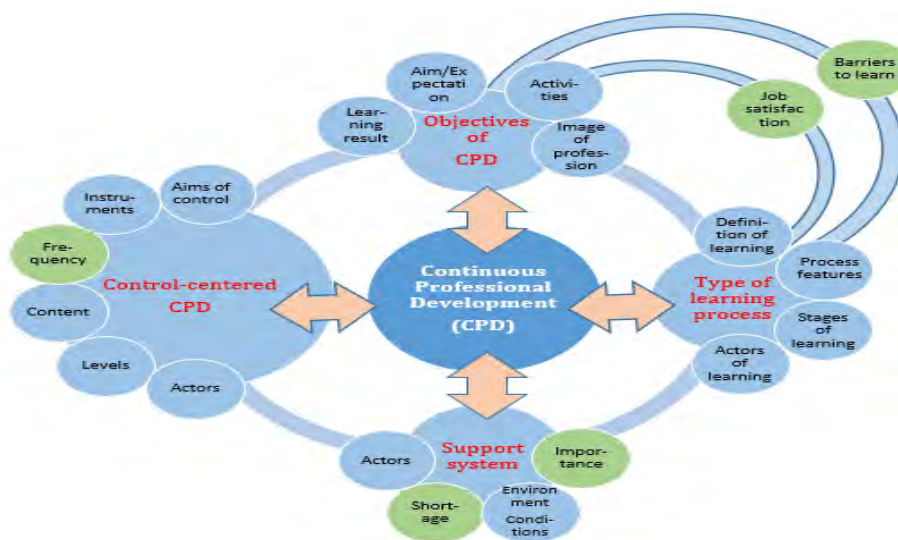 Aim/Ex
pectati
on
Activi-
ties
Lear-
ning
result
Objectives
of
CPD
Image
of
profes-
sion
Barriers
to learn
Job
satisfac
tion
Instru-
ments
Aims of
control
Fre-
quency
Control-centered
CPD
Content
Levels
Actors
Continuous
Professional
Development
(CPD)
Defini-
tion of
learning
Process
features
Type of
learning
process
Stages
of
learning
Actors
of
learning
Support
system
Actors
Impor-
tance
Short-
age
Environ
ment
Condi-
tions